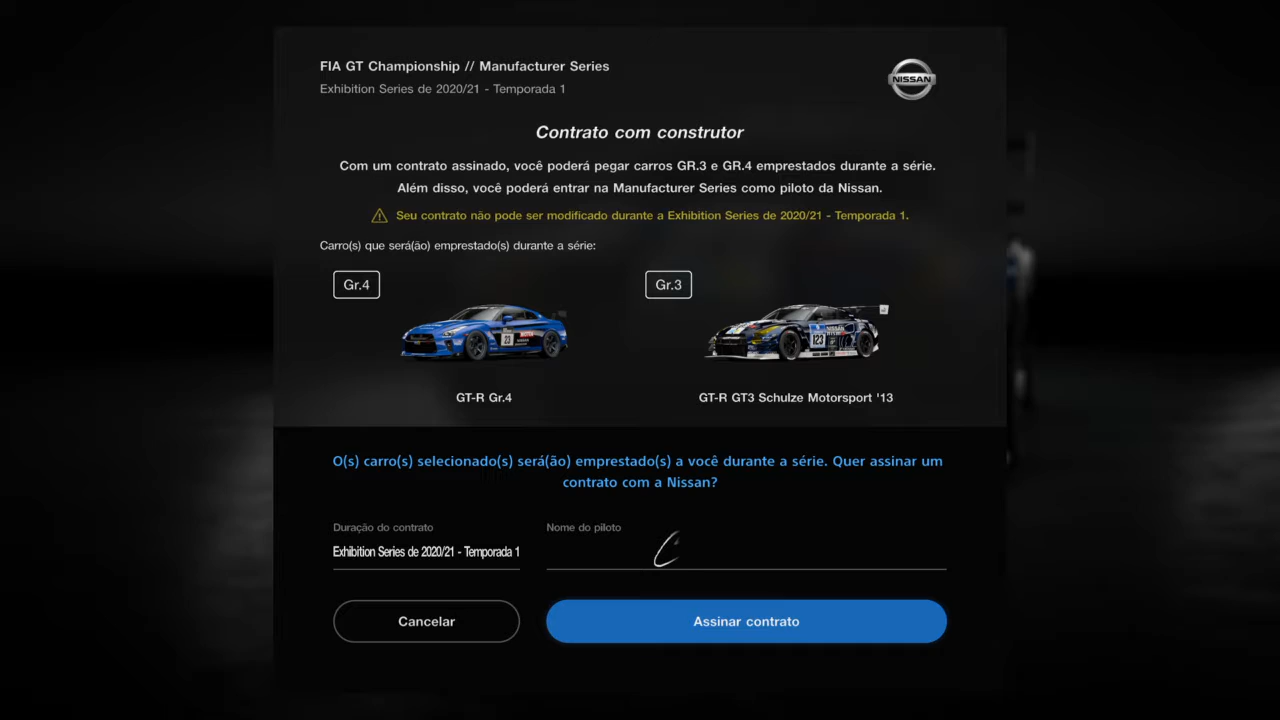 FIA GT Championship // Manufacturer Series
Exhibition Series de 2020/21 - Temporada 1
NISSAN
Contrato com construtor
Com um contrato assinado, você poderá pegar carros GR.3 e GR.4 emprestados durante a série.
Além disso, você poderá entrar na Manufacturer Series como piloto da Nissan.
Seu contrato não pode ser modificado durante a Exhibition Series de 2020/21 - Temporada 1.
Carro(s) que será(ão) emprestado(s) durante a série:
Gr.4
Gr.3
23
123
GT-R Gr.4
GT-R GT3 Schulze Motorsport '13
O(s) carro(s) selecionado(s) será(ão) emprestado(s) a você durante a série. Quer assinar um
contrato com a Nissan?
Duração do contrato
Nome do piloto
Exhibition Series de 2020/21 - Temporada 1
Cancelar
Assinar contrato